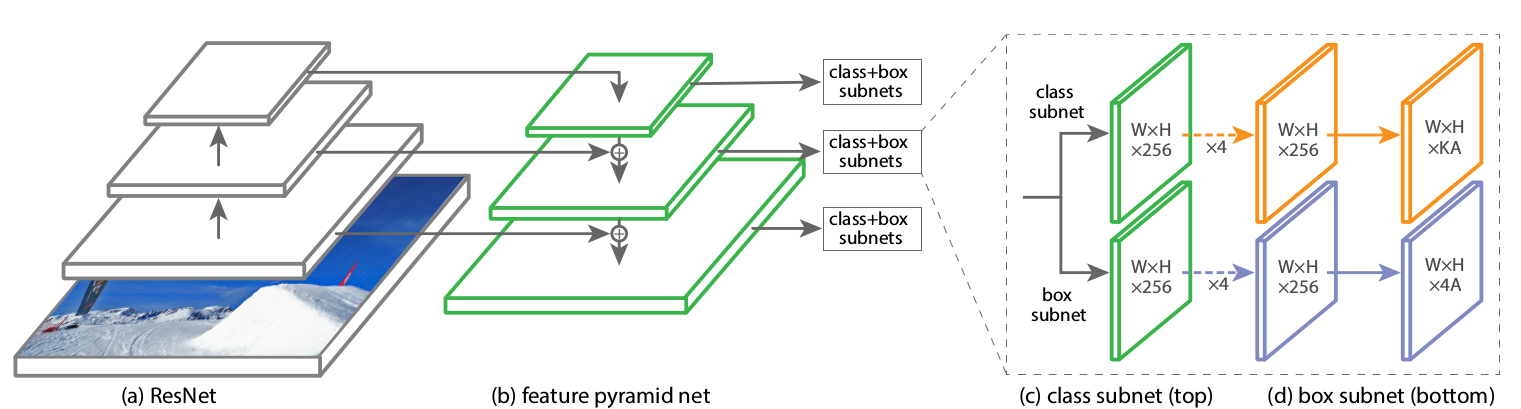 class+box
subnets
class+box
subnets
class+box
subnets
class
subnet
W×H
×256
×4
W×H
×256
W×H
×KA
box
subnet
W×H
×256
×4
W×H
×256
W×H
×4A
+
+
(a) ResNet
(b) feature pyramid net
(c) class subnet (top)
(d) box subnet (bottom)